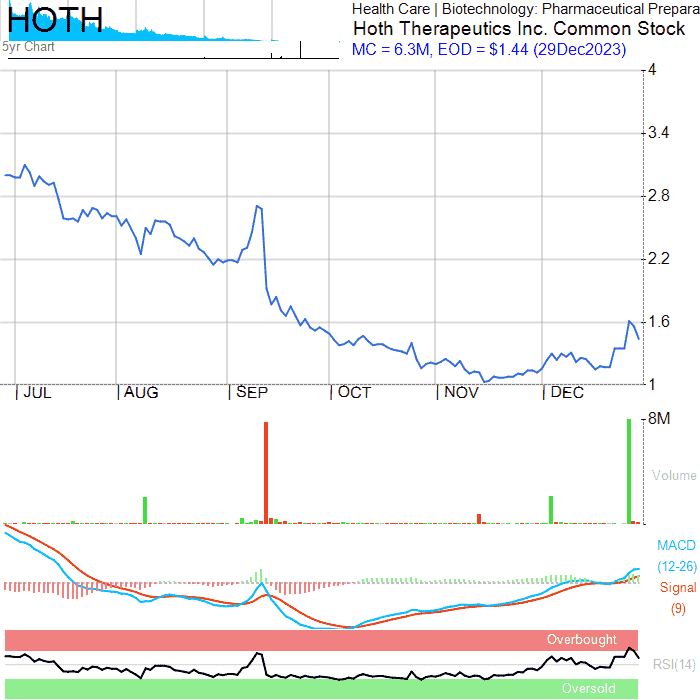 HOTH
5yr Chart
Health Care | Biotechnology: Pharmaceutical Prepara
Hoth Therapeutics Inc. Common Stock
MC = 6.3M, EOD = $1.44 (29Dec2023)
4
3.4
2.8
2.2
1.6
1
JUL AUG SEP OCT NOV DEC
8M
Volume
MACD
(12-26)
Signal
(9)
Overbought
RSI(14)
Oversold